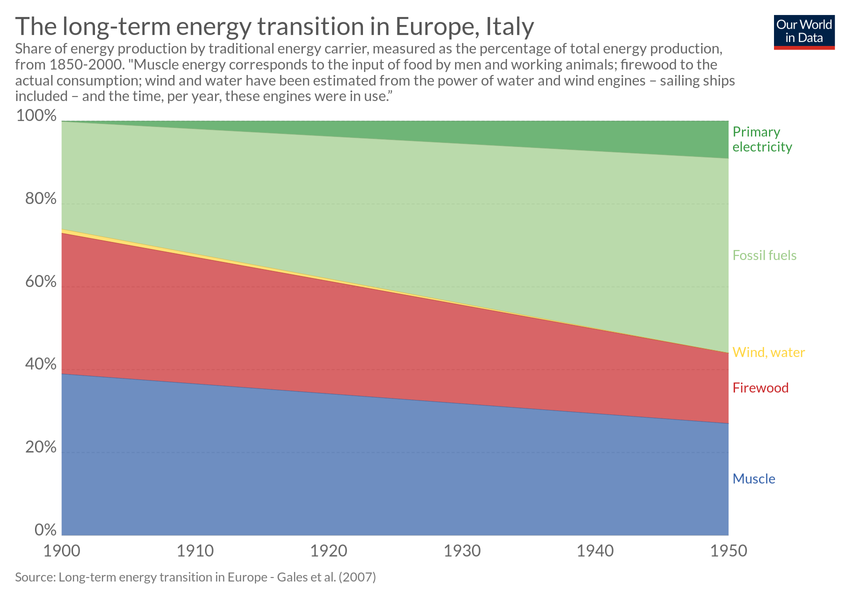 The long-term energy transition in Europe, Italy
Our World
in Data
Share of energy production by traditional energy carrier, measured as the percentage of total energy production,
from 1850-2000. "Muscle energy corresponds to the input of food by men and working animals; firewood to the
actual consumption; wind and water have been estimated from the power of water and wind engines – sailing ships
included – and the time, per year, these engines were in use.”
100%
80%
60%
40%
20%
0%
Primary
electricity
Fossil fuels
Wind, water
Firewood
Muscle
1900
1910
1920
1930
1940
1950
Source: Long-term energy transition in Europe - Gales et al. (2007)